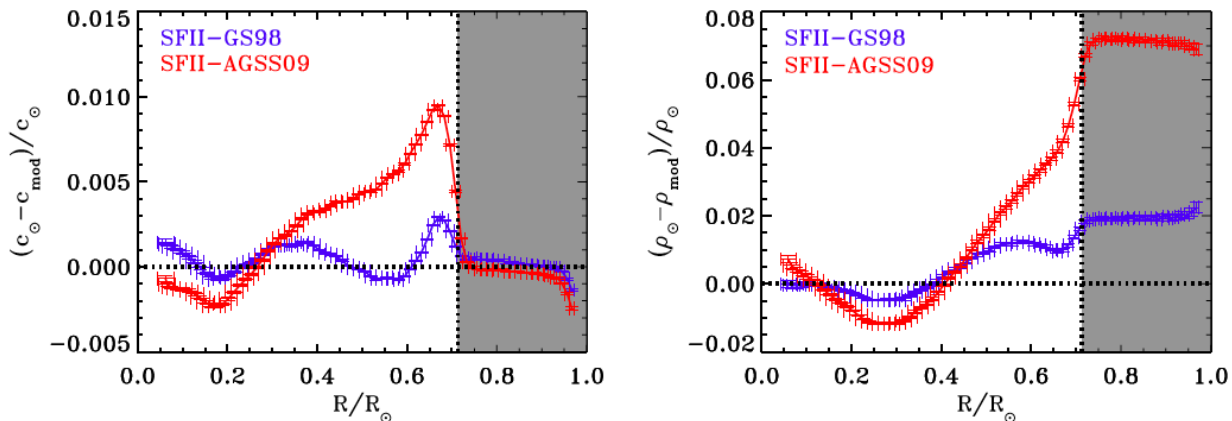 0.015
0.010
0.005
0.000
−0.005
(c⊙−c mod)/c⊙
SFII−GS98
SFII−AGSS09
0.0 0.2 0.4 0.6 0.8 1.0
R/R⊙
0.08
0.06
0.04
0.02
0.00
−0.02
(ρ⊙−ρmod)/ρ⊙
SFII−GS98
SFII−AGSS09
0.0 0.2 0.4 0.6 0.8 1.0
R/R⊙